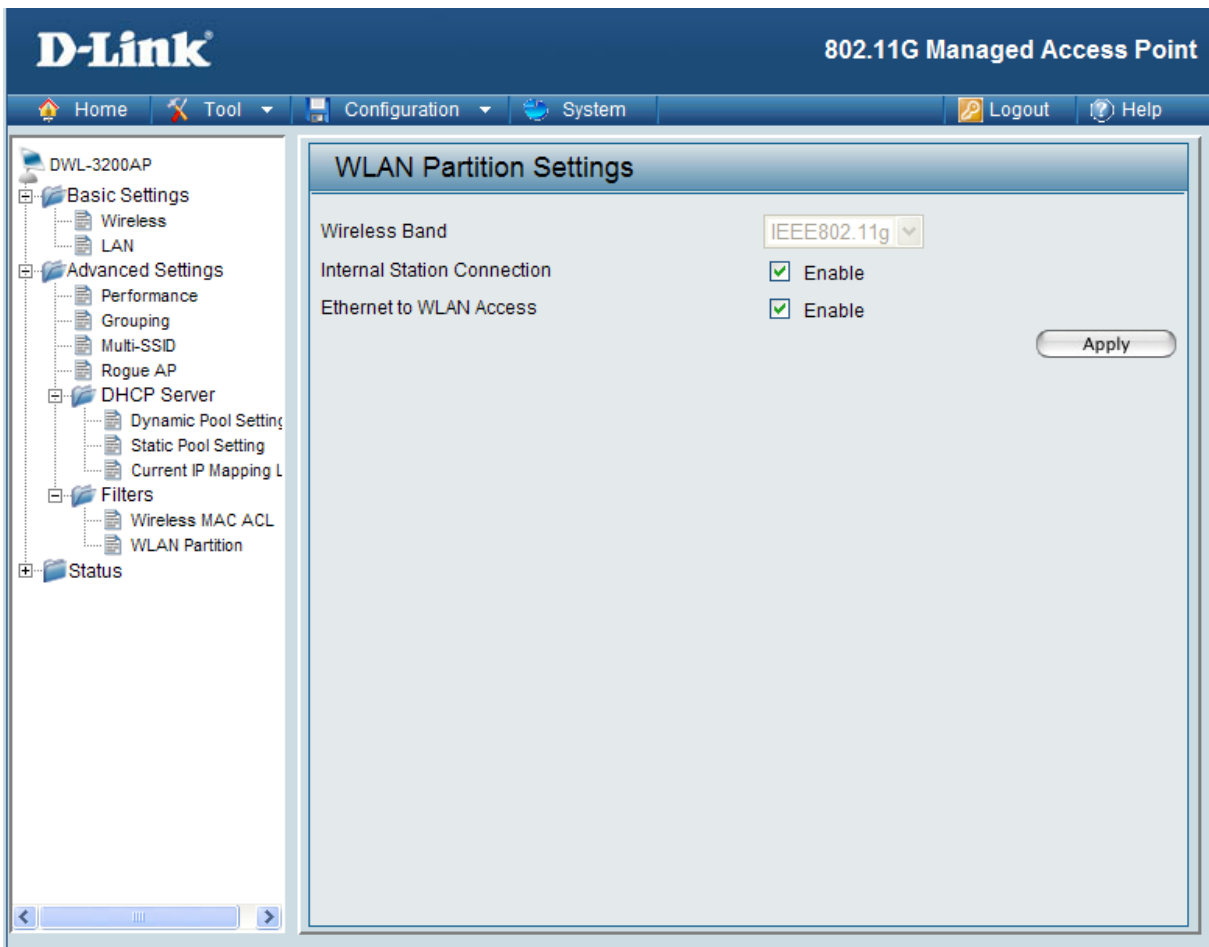 D-Link
802.11G Managed Access Point
Home Tool Configuration System Logout Help
DWL-3200AP
Basic Settings
Wireless
LAN
Advanced Settings
Performance
Grouping
Multi-SSID
Rogue AP
DHCP Server
Dynamic Pool Setting
Static Pool Setting
Current IP Mapping L
Filters
Wireless MAC ACL
WLAN Partition
Status
WLAN Partition Settings
Wireless Band IEEE802.11g
Internal Station Connection Enable
Ethernet to WLAN Access Enable
Apply